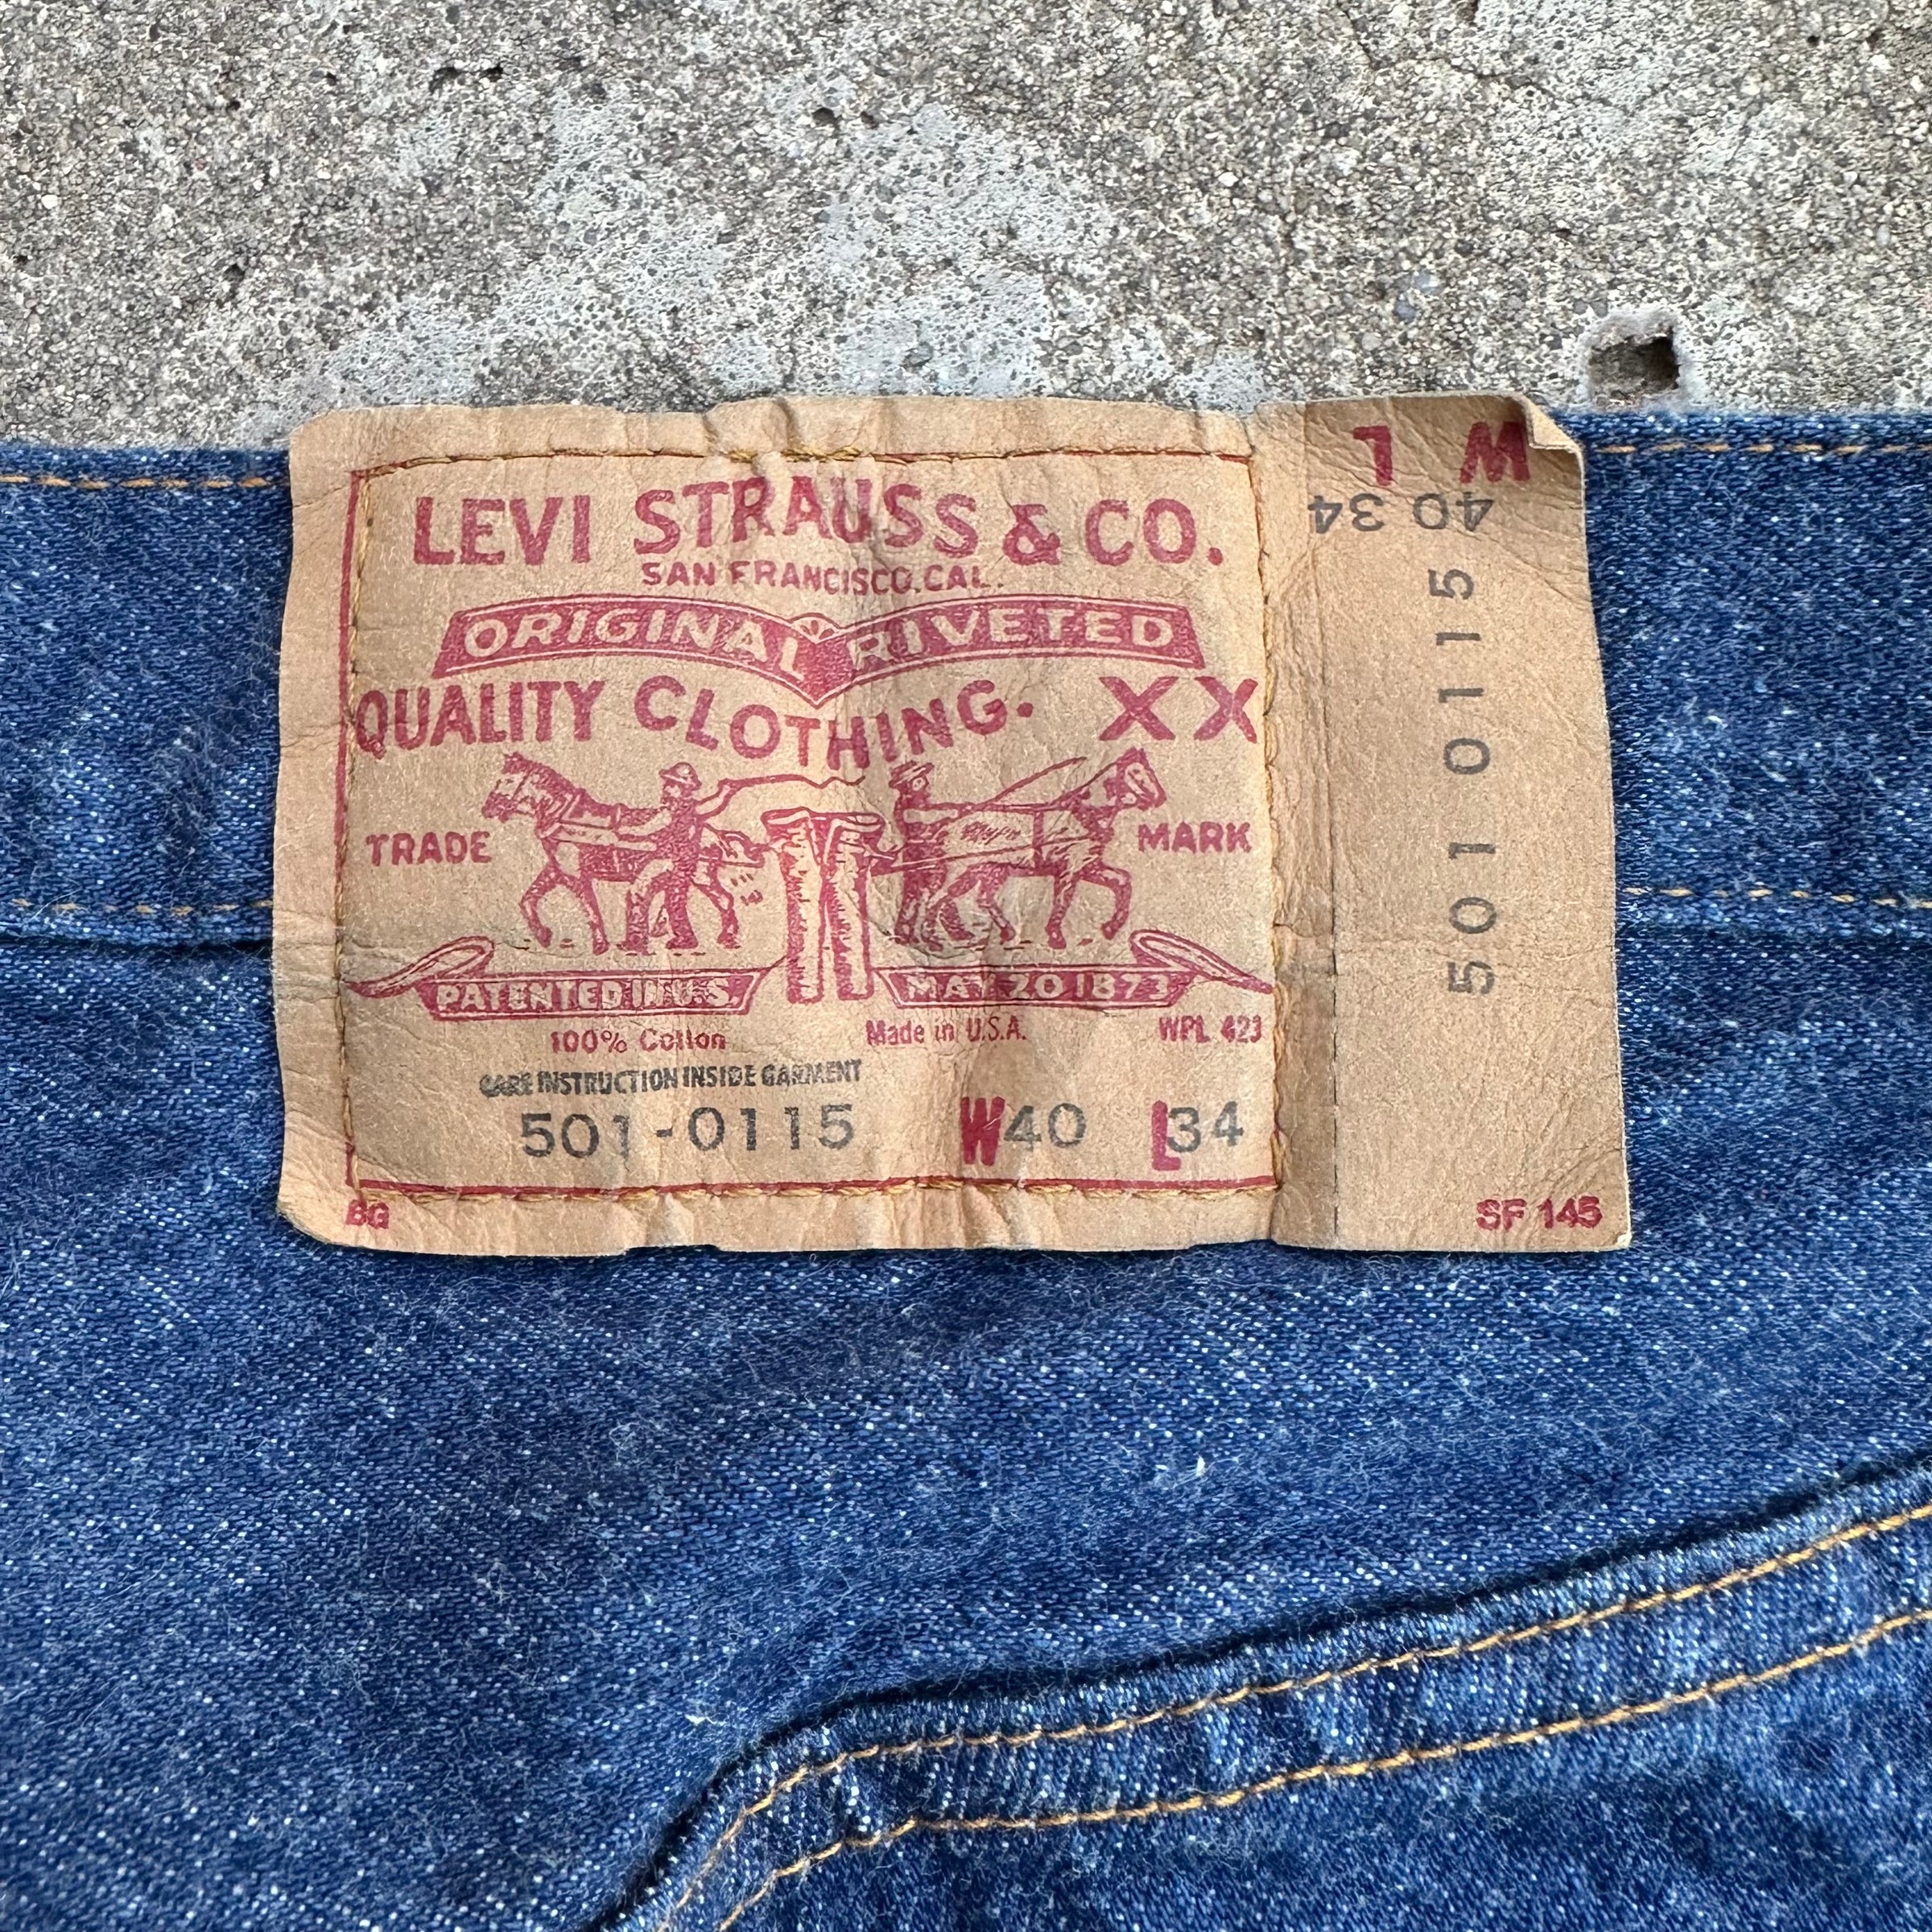 LEVI STRAUSS & CO.
SAN FRANCISCO, CAL.
ORIGINAL RIVETED
QUALITY CLOTHING. XX
TRADE MARK
PATENTED IN U.S. MAY 20 1873
100% Cotton Made in U.S.A. WPL 423
CARE INSTRUCTION INSIDE GARMENT
501-0115 W40 L34
BG
W L
40 34
501 0115
SF 145